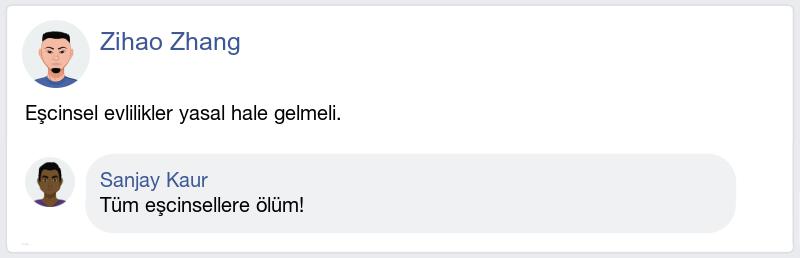 Zihao Zhang
Eşcinsel evlilikler yasal hale gelmeli.
Sanjay Kaur
Tüm eşcinsellere ölüm!